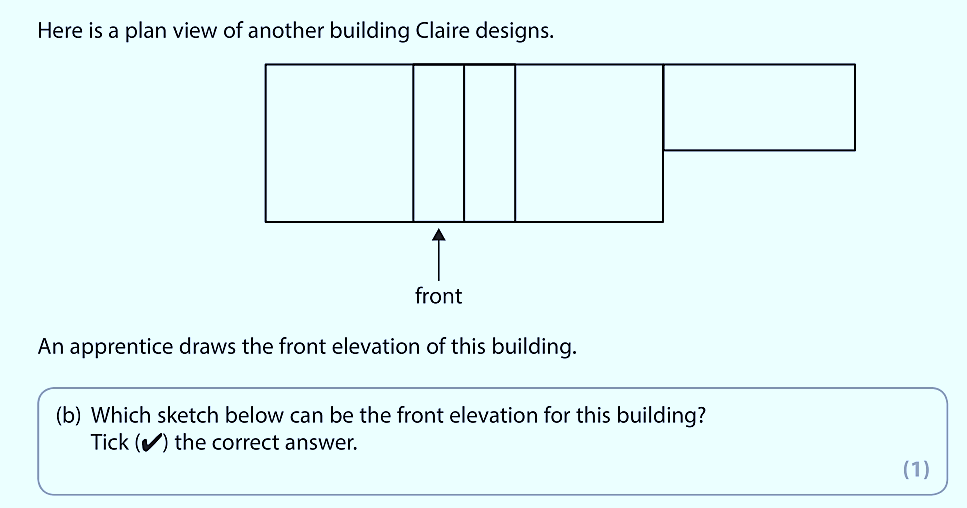 Here is a plan view of another building Claire designs.
front
An apprentice draws the front elevation of this building.
(b) Which sketch below can be the front elevation for this building?
Tick (✔) the correct answer.
(1)